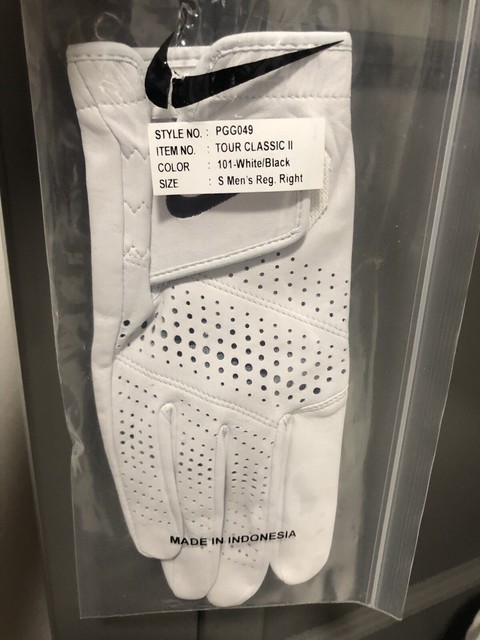 STYLE NO. : PGG049
ITEM NO. : TOUR CLASSIC II
COLOR : 101-White/Black
SIZE : S Men's Reg. Right
MADE IN INDONESIA